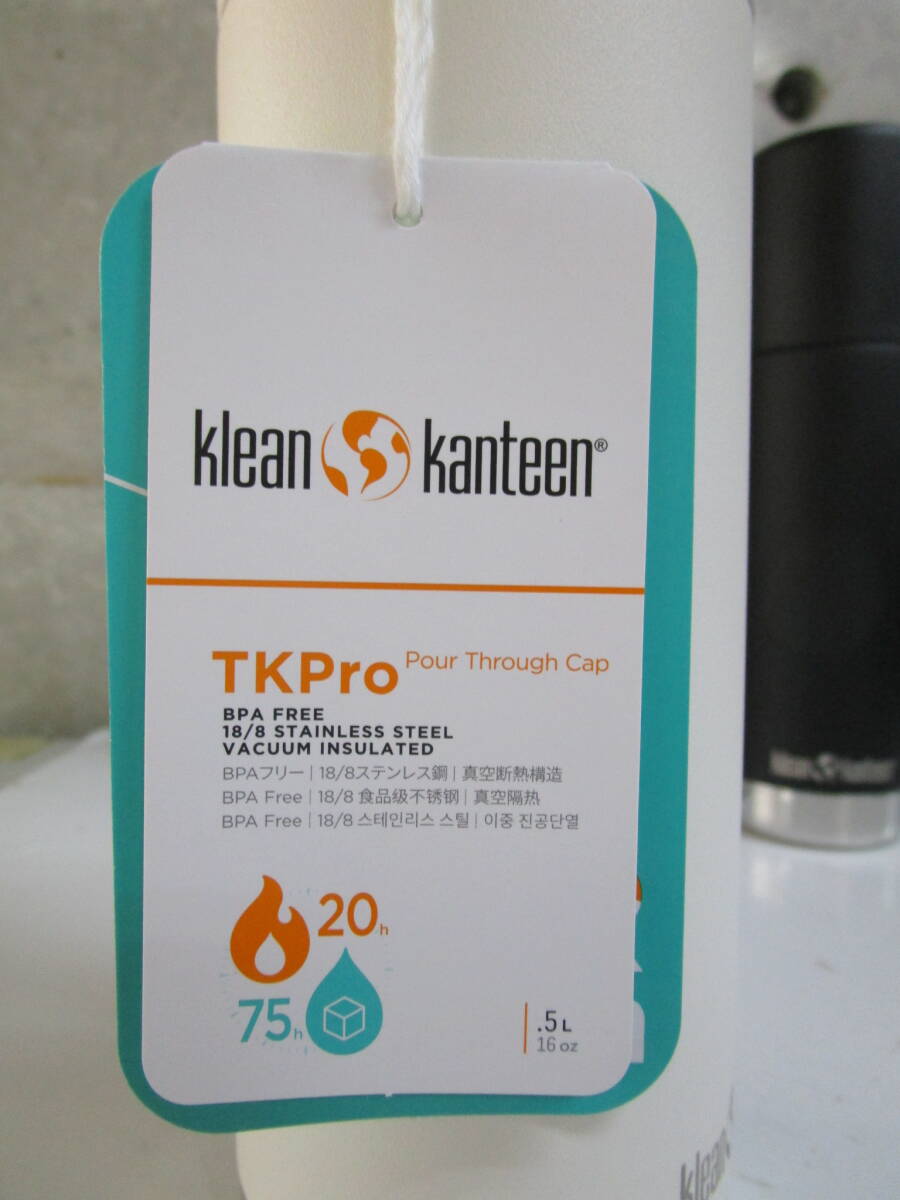 klean kanteen®
TKPro Pour Through Cap
BPA FREE
18/8 STAINLESS STEEL
VACUUM INSULATED
BPAフリー | 18/8ステンレス鋼 | 真空断熱構造
BPA Free | 18/8 食品级不锈钢 | 真空隔热
BPA Free | 18/8 스테인리스 스틸 | 이중 진공단열
20h
75h
.5L
16 oz
klean kanteen
klean